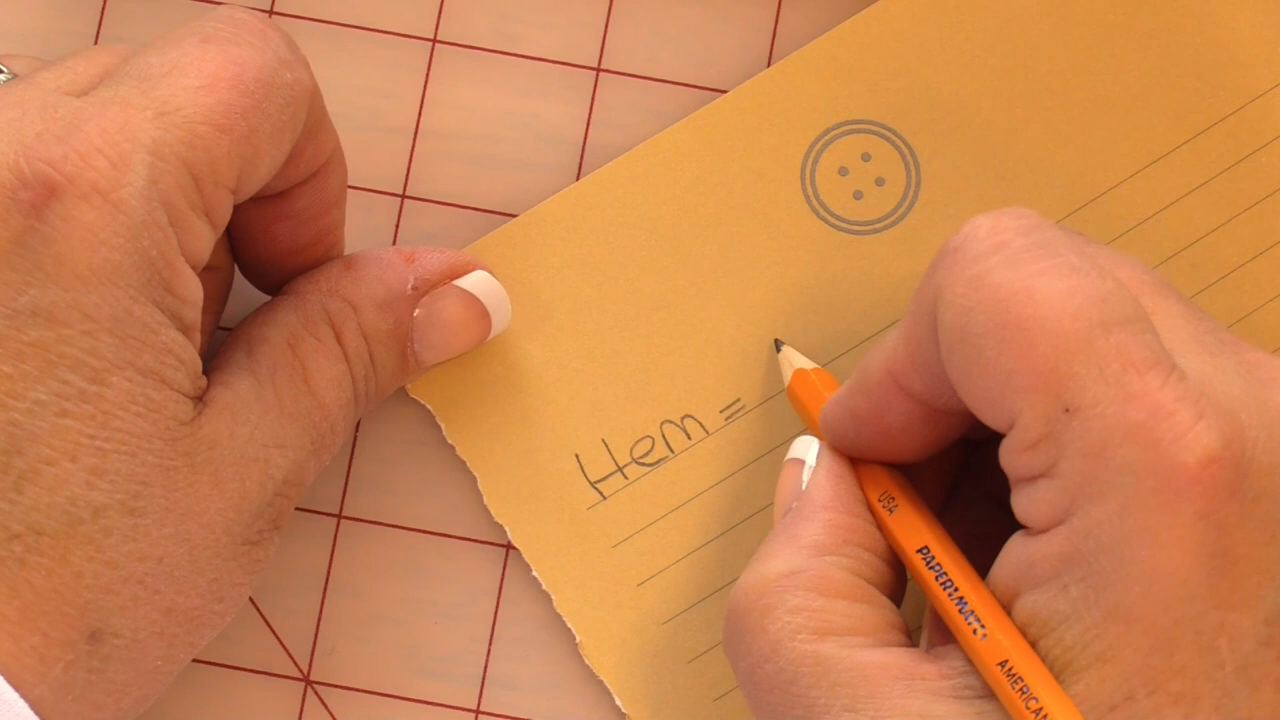 Hem =
USA
PAPER MATE
AMERICAN